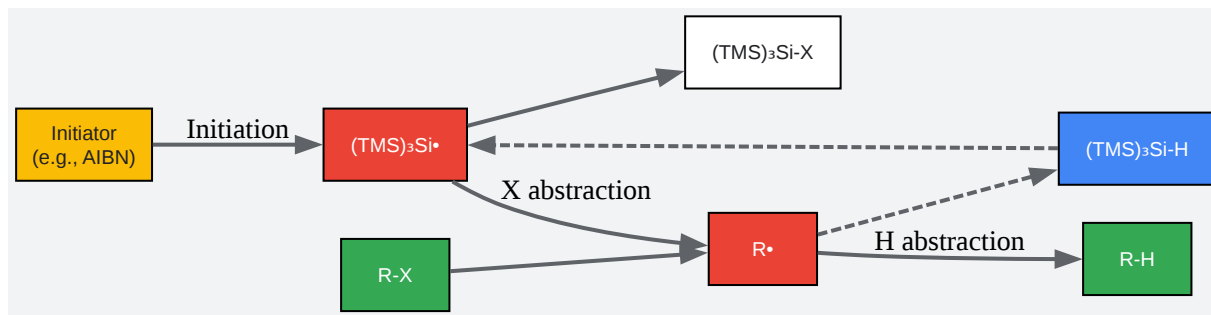 (TMS)₃Si-X
Initiator
(e.g., AIBN)
Initiation
(TMS)₃Si•
(TMS)₃Si-H
X abstraction
R-X
R•
H abstraction
R-H